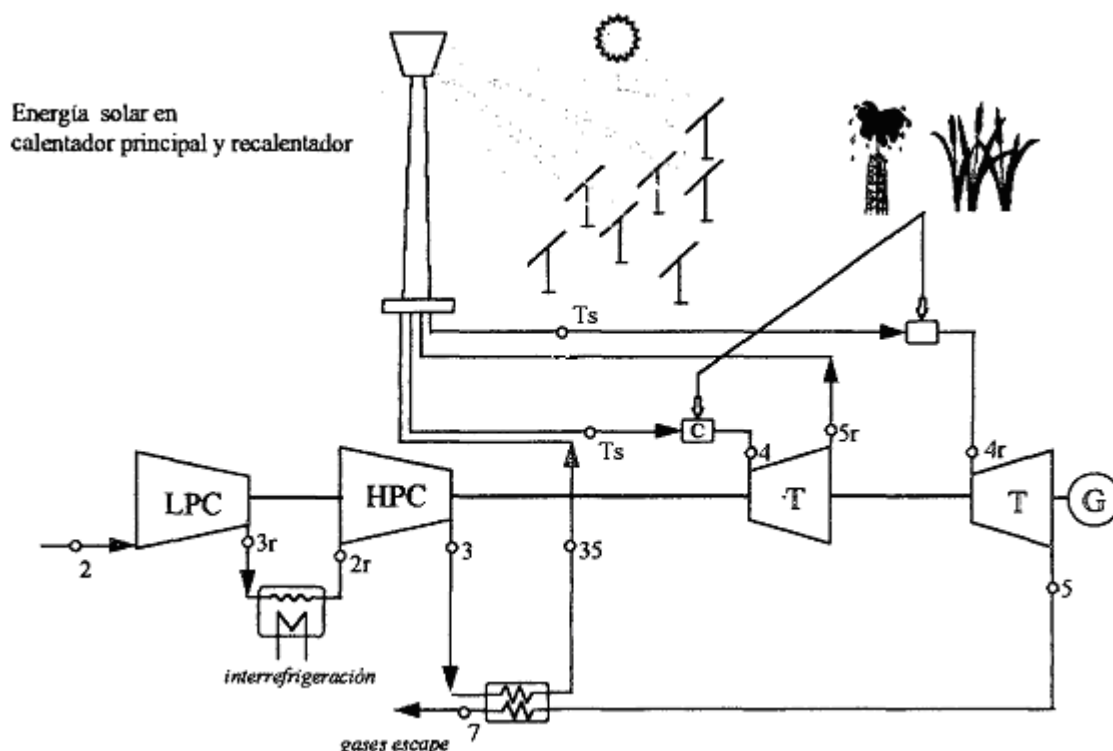 Energía solar en
calentador principal y recalentador
Ts
C
Ts
5r
4
4r
LPC
HPC
T
T
G
2
3r
2r
3
35
5
interrefrigeración
7
gases escape